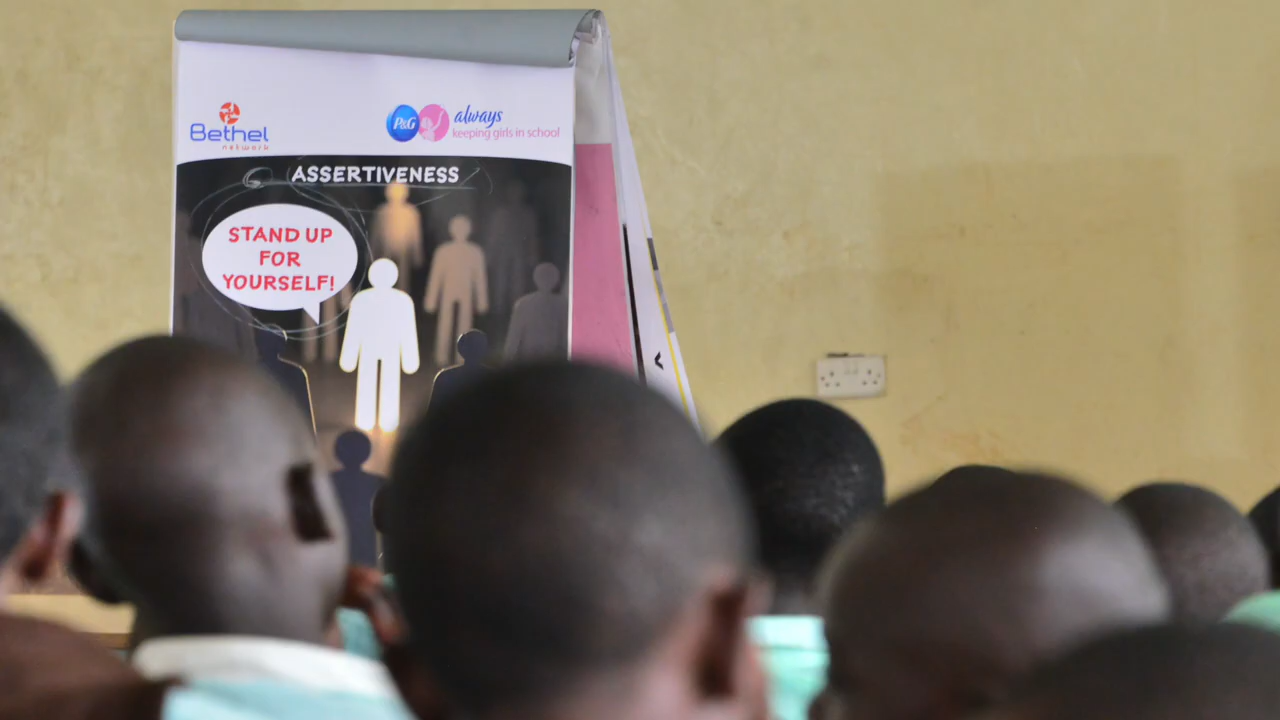 Bethel
network
P&G
always
keeping girls in school
ASSERTIVENESS
STAND UP
FOR
YOURSELF!